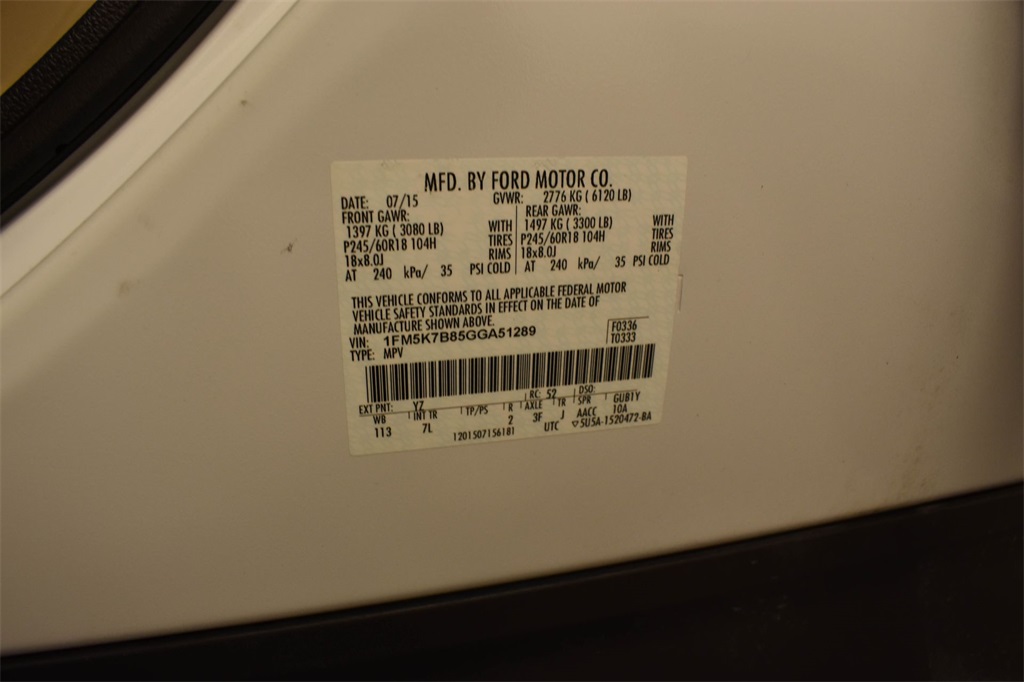 MFD. BY FORD MOTOR CO.
DATE: 07/15 GVWR: 2776 KG ( 6120 LB)
FRONT GAWR: REAR GAWR:
1397 KG ( 3080 LB) WITH 1497 KG ( 3300 LB) WITH
P245/60R18 104H TIRES P245/60R18 104H TIRES
18x8.0J RIMS 18x8.0J RIMS
AT 240 kPa/ 35 PSI COLD AT 240 kPa/ 35 PSI COLD
THIS VEHICLE CONFORMS TO ALL APPLICABLE FEDERAL MOTOR
VEHICLE SAFETY STANDARDS IN EFFECT ON THE DATE OF
MANUFACTURE SHOWN ABOVE.
VIN: 1FM5K7B85GGA51289 F0336
TYPE: MPV T0333
EXT PNT: YZ RC: 52 DSO:
WB INT TR TP/PS R AXLE TR SPR GUB1Y
113 7L 2 3F J AACC 10A
1201507156181 UTC ▽5U5A-1520472-BA